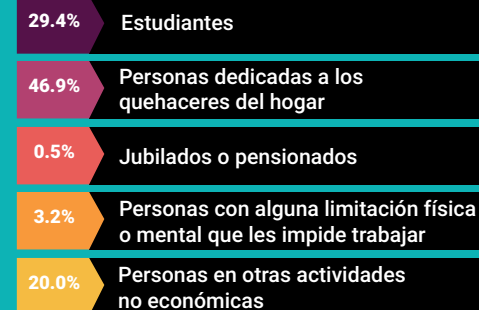 29.4%
Estudiantes
46.9%
Personas dedicadas a los
quehaceres del hogar
0.5%
Jubilados o pensionados
3.2%
Personas con alguna limitación física
o mental que les impide trabajar
20.0%
Personas en otras actividades
no económicas